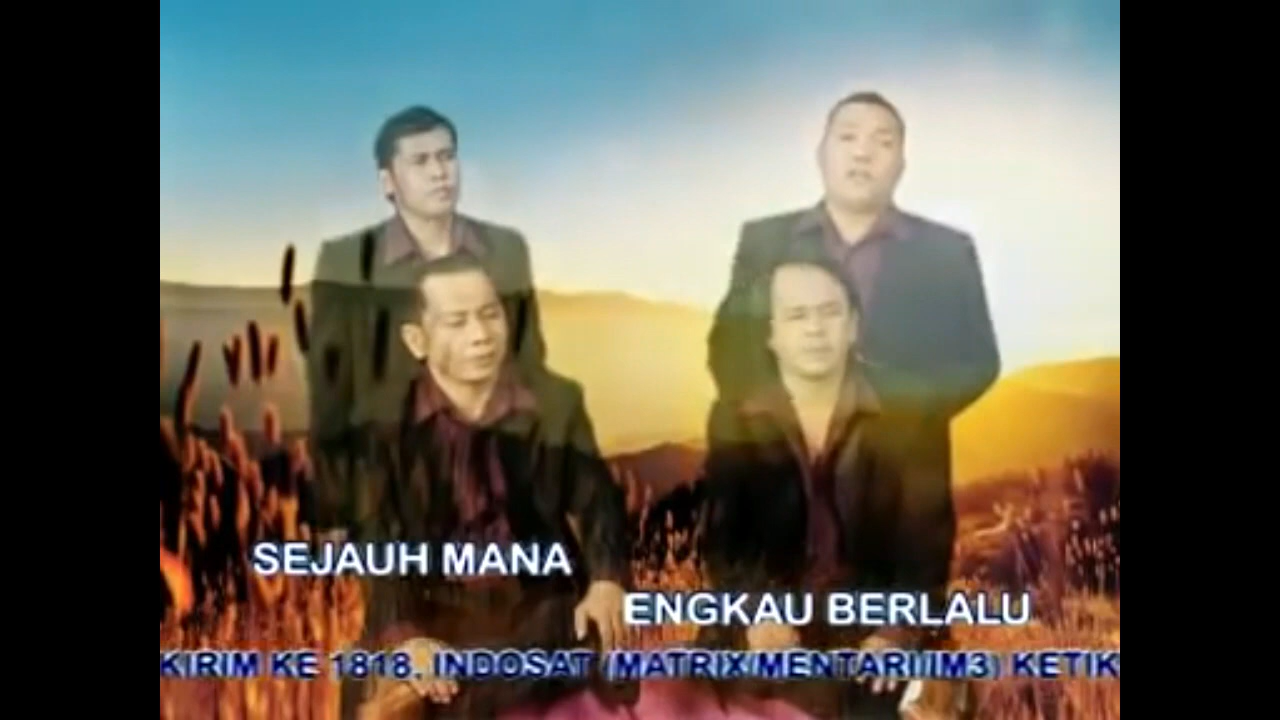 SEJAUH MANA
ENGKAU BERLALU
KIRIM KE 1818. INDOSAT (MATRIX/MENTARI/IM3) KETIK